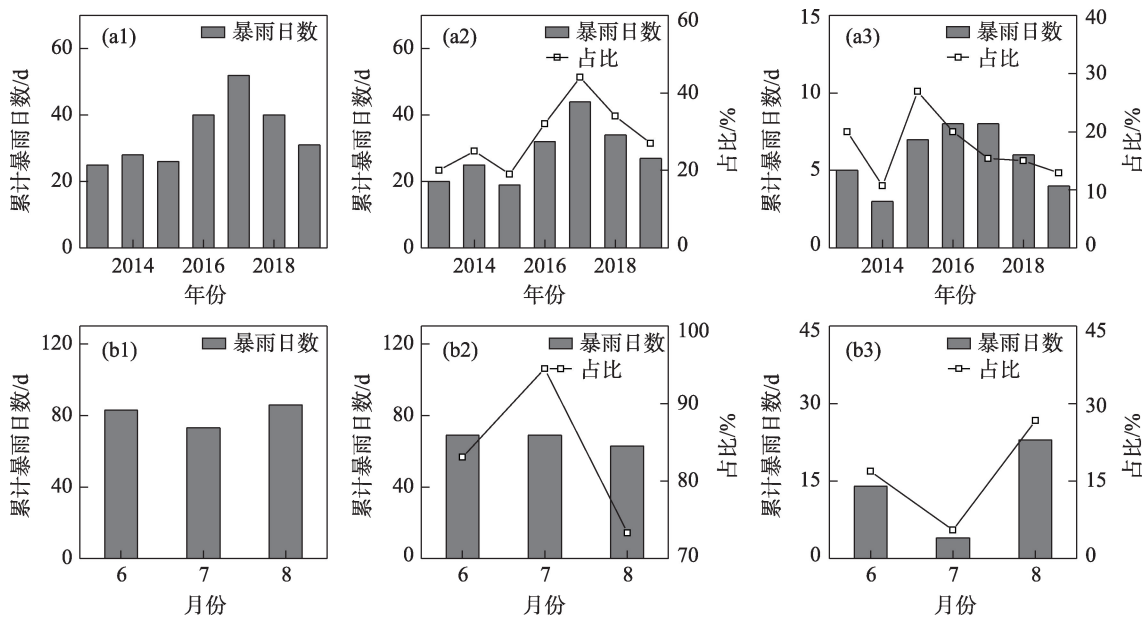 (a1)
暴雨日数
累计暴雨日数/d
60
40
20
0
2014 2016 2018
年份
(a2)
暴雨日数
占比
累计暴雨日数/d
60
40
20
0
占比/%
60
40
20
0
2014 2016 2018
年份
(a3)
暴雨日数
占比
累计暴雨日数/d
15
10
5
0
占比/%
40
30
20
10
0
2014 2016 2018
年份
(b1)
暴雨日数
累计暴雨日数/d
120
80
40
0
6 7 8
月份
(b2)
暴雨日数
占比
累计暴雨日数/d
120
80
40
0
占比/%
100
90
80
70
6 7 8
月份
(b3)
暴雨日数
占比
累计暴雨日数/d
45
30
15
0
占比/%
45
30
15
0
6 7 8
月份